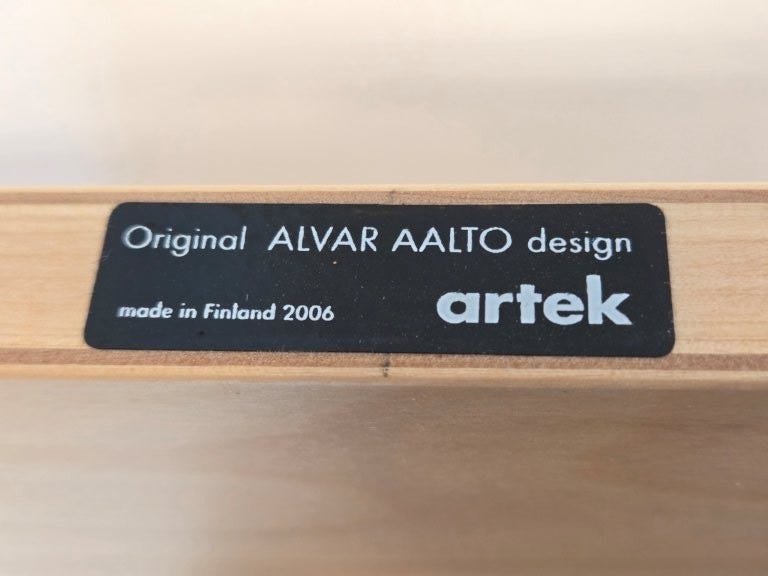 Original ALVAR AALTO design
made in Finland 2006 artek